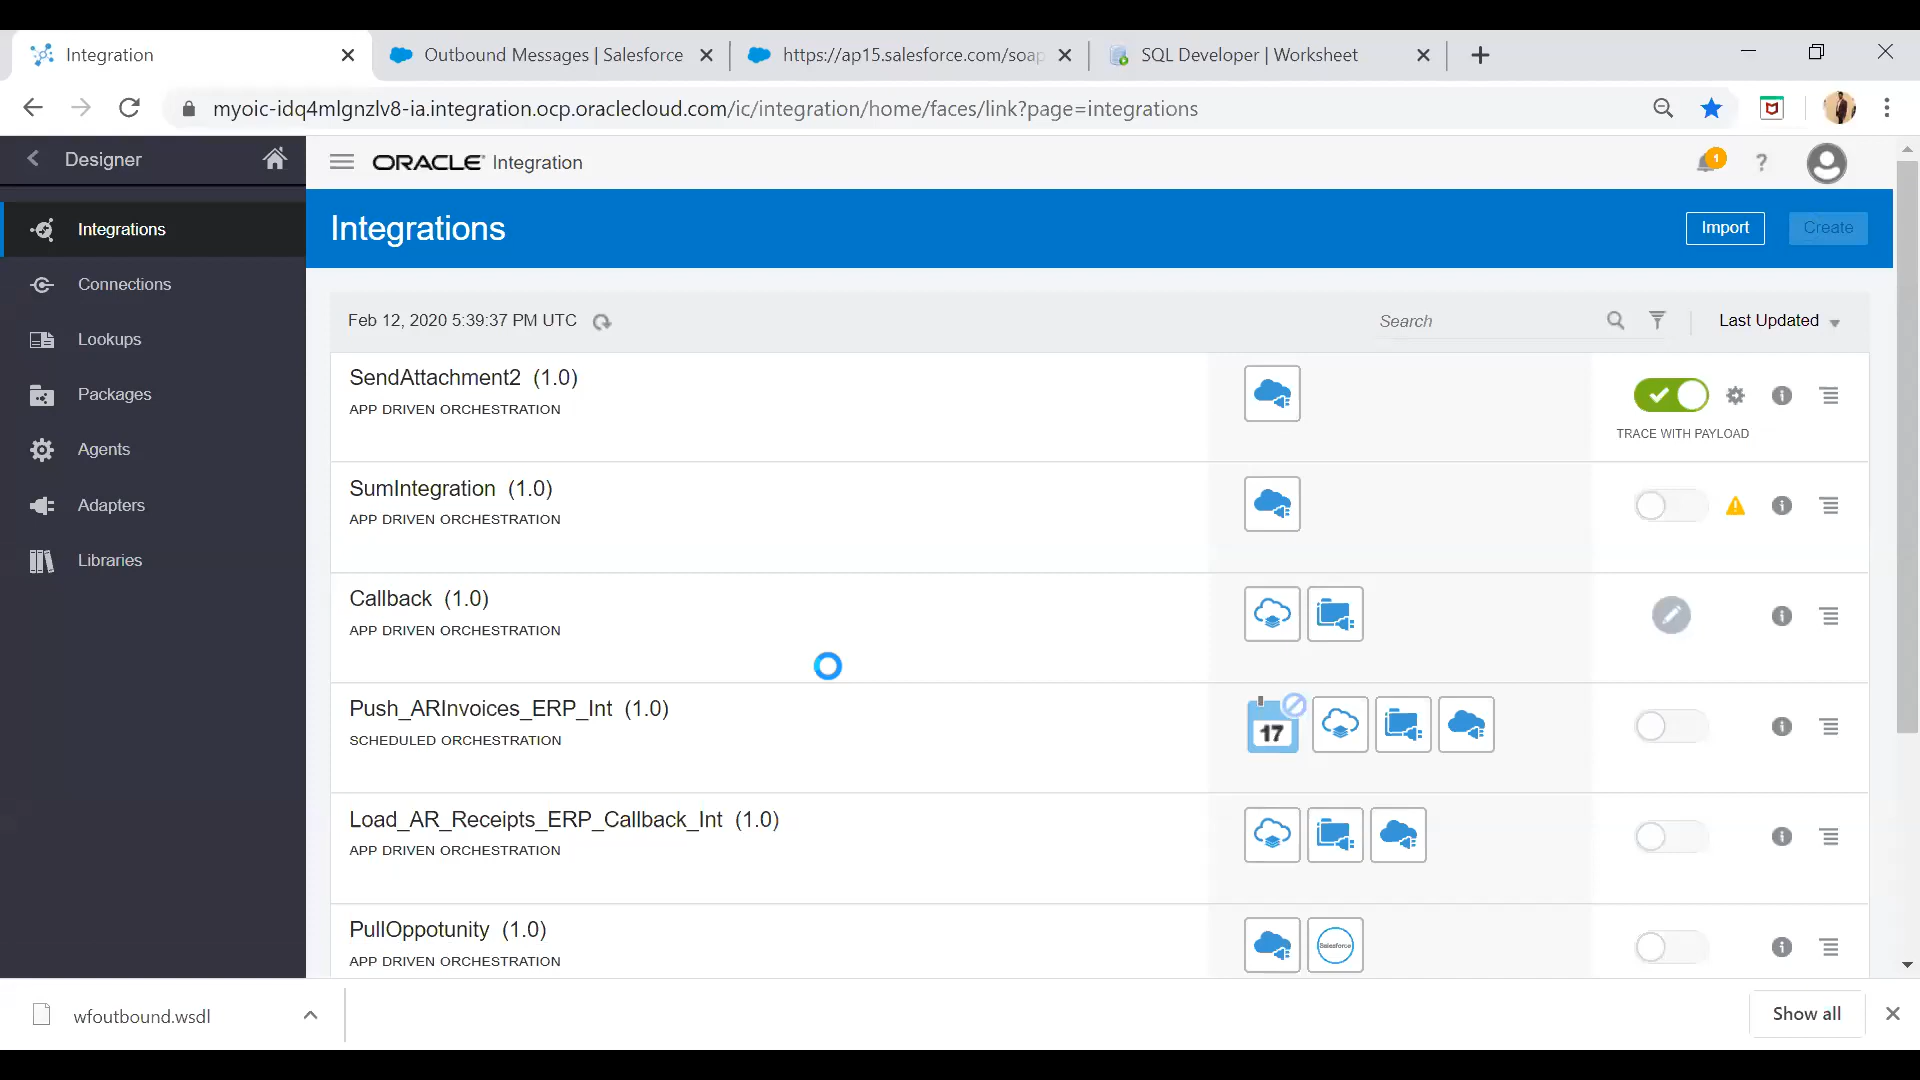 Integration
Outbound Messages | Salesforce
https://ap15.salesforce.com/soap
SQL Developer | Worksheet
myoic-idq4mlgnzlv8-ia.integration.ocp.oraclecloud.com/ic/integration/home/faces/link?page=integrations
Designer
ORACLE Integration
1
?
Integrations
Connections
Lookups
Packages
Agents
Adapters
Libraries
Integrations
Import
Create
Feb 12, 2020 5:39:37 PM UTC
Search
Last Updated
SendAttachment2 (1.0)
APP DRIVEN ORCHESTRATION
TRACE WITH PAYLOAD
SumIntegration (1.0)
APP DRIVEN ORCHESTRATION
Callback (1.0)
APP DRIVEN ORCHESTRATION
Push_ARInvoices_ERP_Int (1.0)
SCHEDULED ORCHESTRATION
17
Load_AR_Receipts_ERP_Callback_Int (1.0)
APP DRIVEN ORCHESTRATION
PullOppotunity (1.0)
APP DRIVEN ORCHESTRATION
Salesforce
wfoutbound.wsdl
Show all